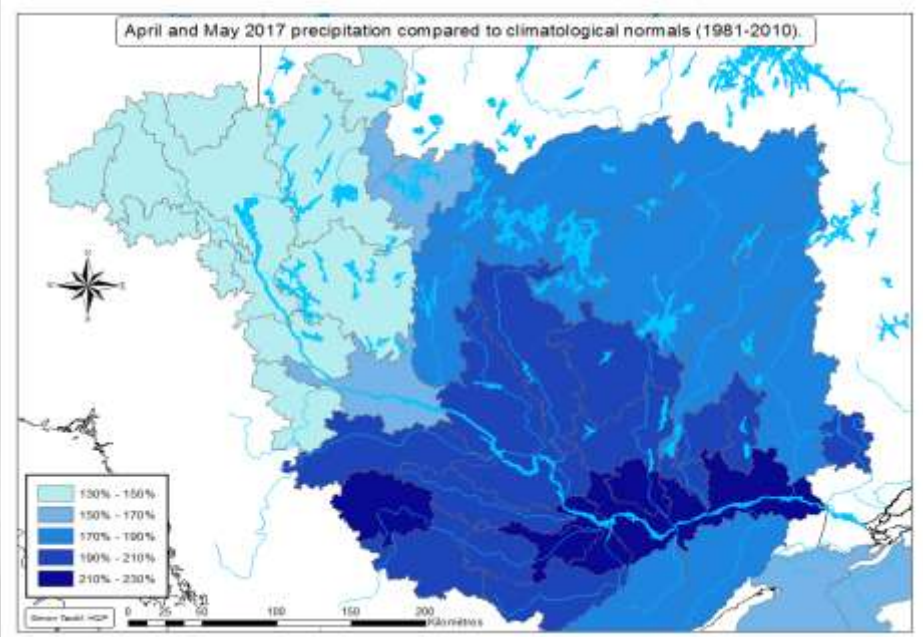 April and May 2017 precipitation compared to climatological normals (1981-2010).
130% - 150%
150% - 170%
170% - 190%
190% - 210%
210% - 230%
0 25 50 100 150 200
Kilomètres